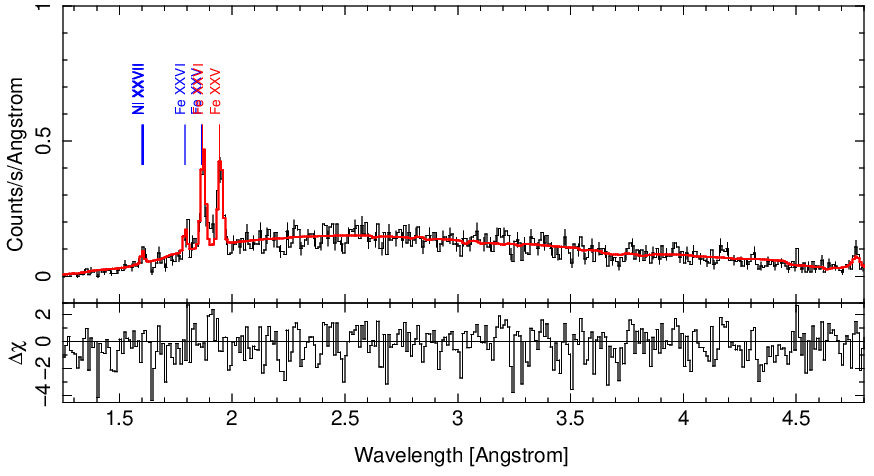 1
0.5
0
Counts/s/Angstrom
Ni XXVII
Fe XXVI
Fe XXV
Fe XXVI
Fe XXV
2
0
−2
−4
Δχ
1.5 2 2.5 3 3.5 4 4.5
Wavelength [Angstrom]